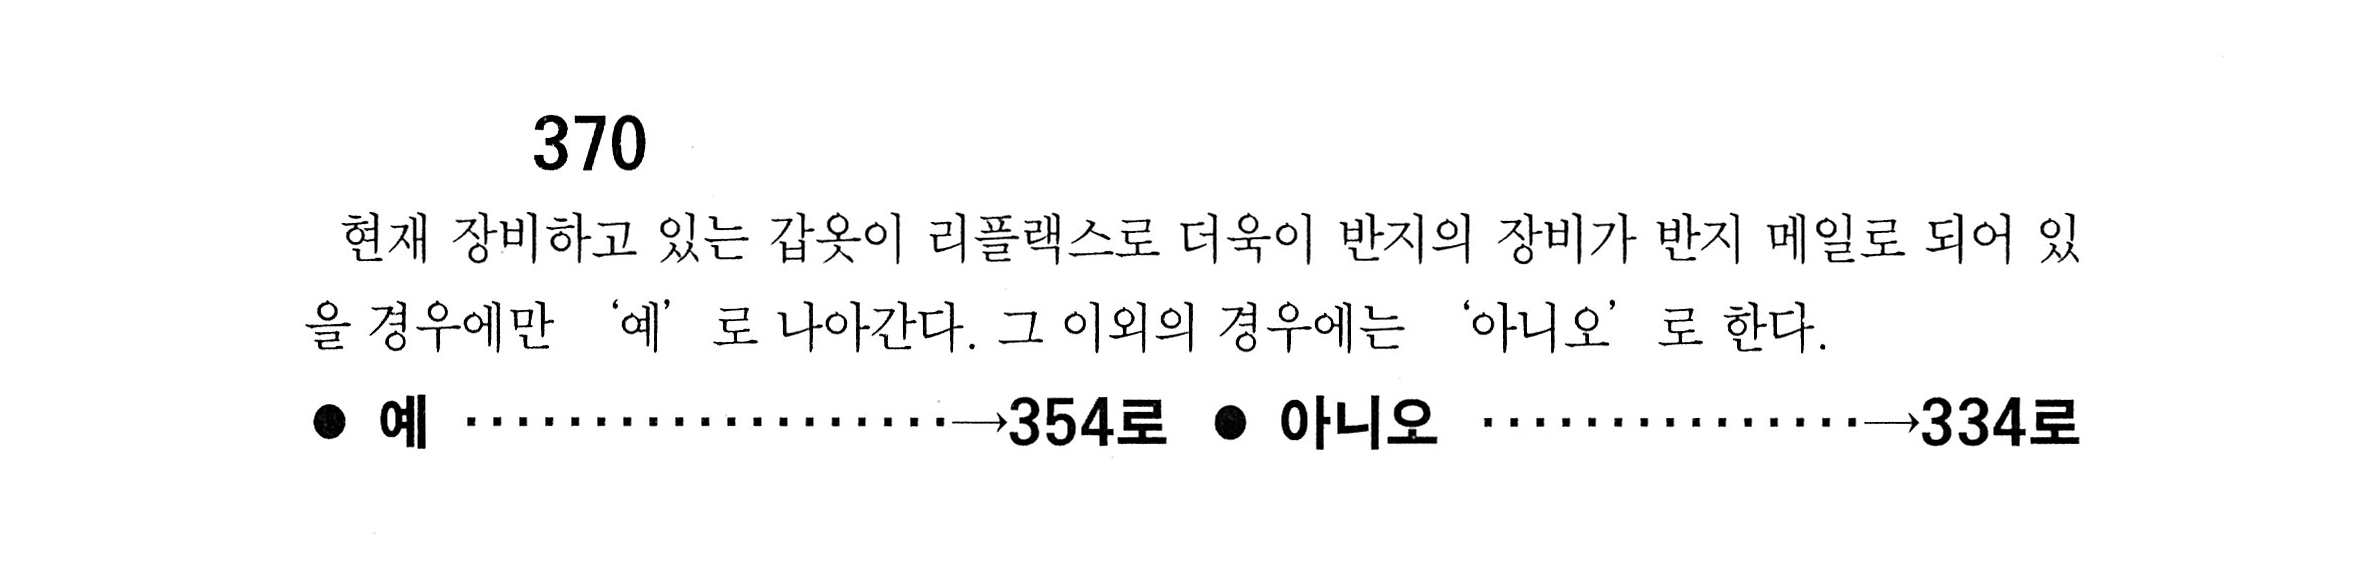 370
현재 장비하고 있는 갑옷이 리플랙스로 더욱이 반지의 장비가 반지 메일로 되어 있
을 경우에만 ‘예’ 로 나아간다. 그 이외의 경우에는 ‘아니오’ 로 한다.
● 예 ···················→354로 ● 아니오 ···············→334로